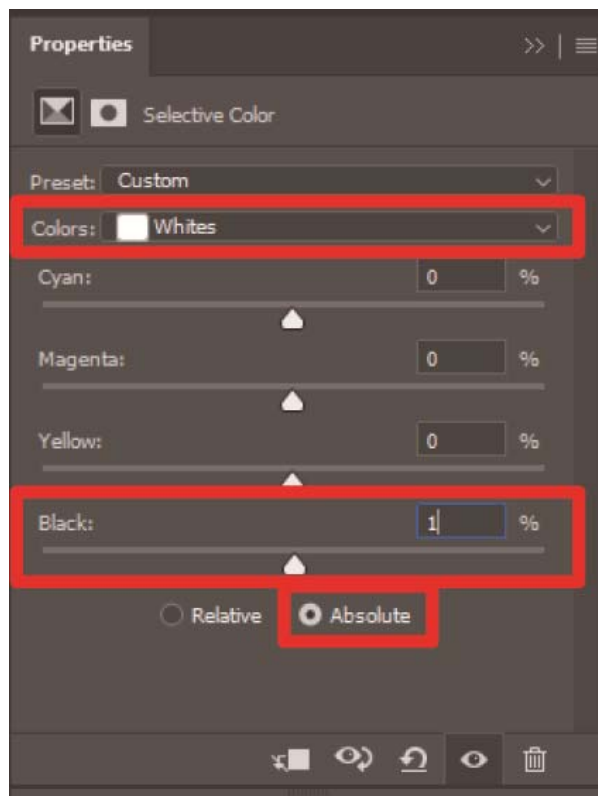 Properties
Selective Color
Preset: Custom
Colors: Whites
Cyan: 0 %
Magenta: 0 %
Yellow: 0 %
Black: 1 %
Relative Absolute